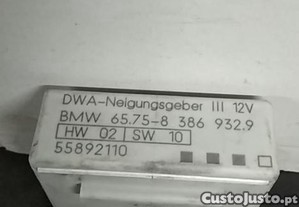 DWA-Neigungsgeber III 12V
BMW 65.75-8 386 932.9
HW 02 SW 10
55892110
CustoJusto.pt